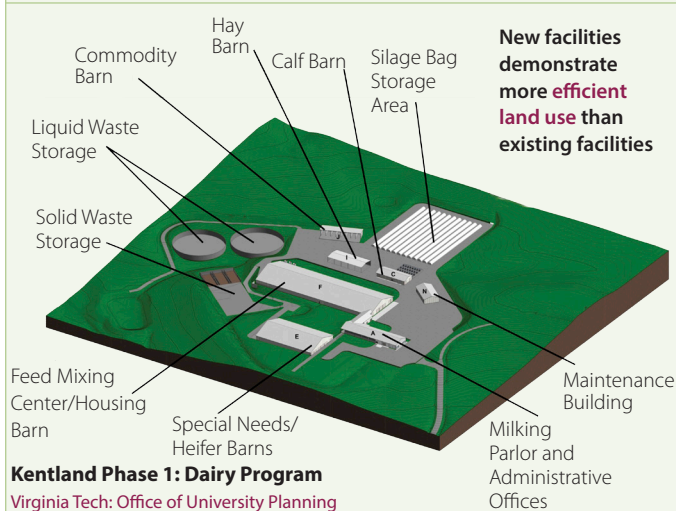 Hay
Barn
Commodity
Barn
Calf Barn
Silage Bag
Storage
Area
New facilities
demonstrate
more efficient
land use than
existing facilities
Liquid Waste
Storage
Solid Waste
Storage
J
I
C
F
N
E
A
Feed Mixing
Center/Housing
Barn
Special Needs/
Heifer Barns
Maintenance
Building
Milking
Parlor and
Administrative
Offices
Kentland Phase 1: Dairy Program
Virginia Tech: Office of University Planning